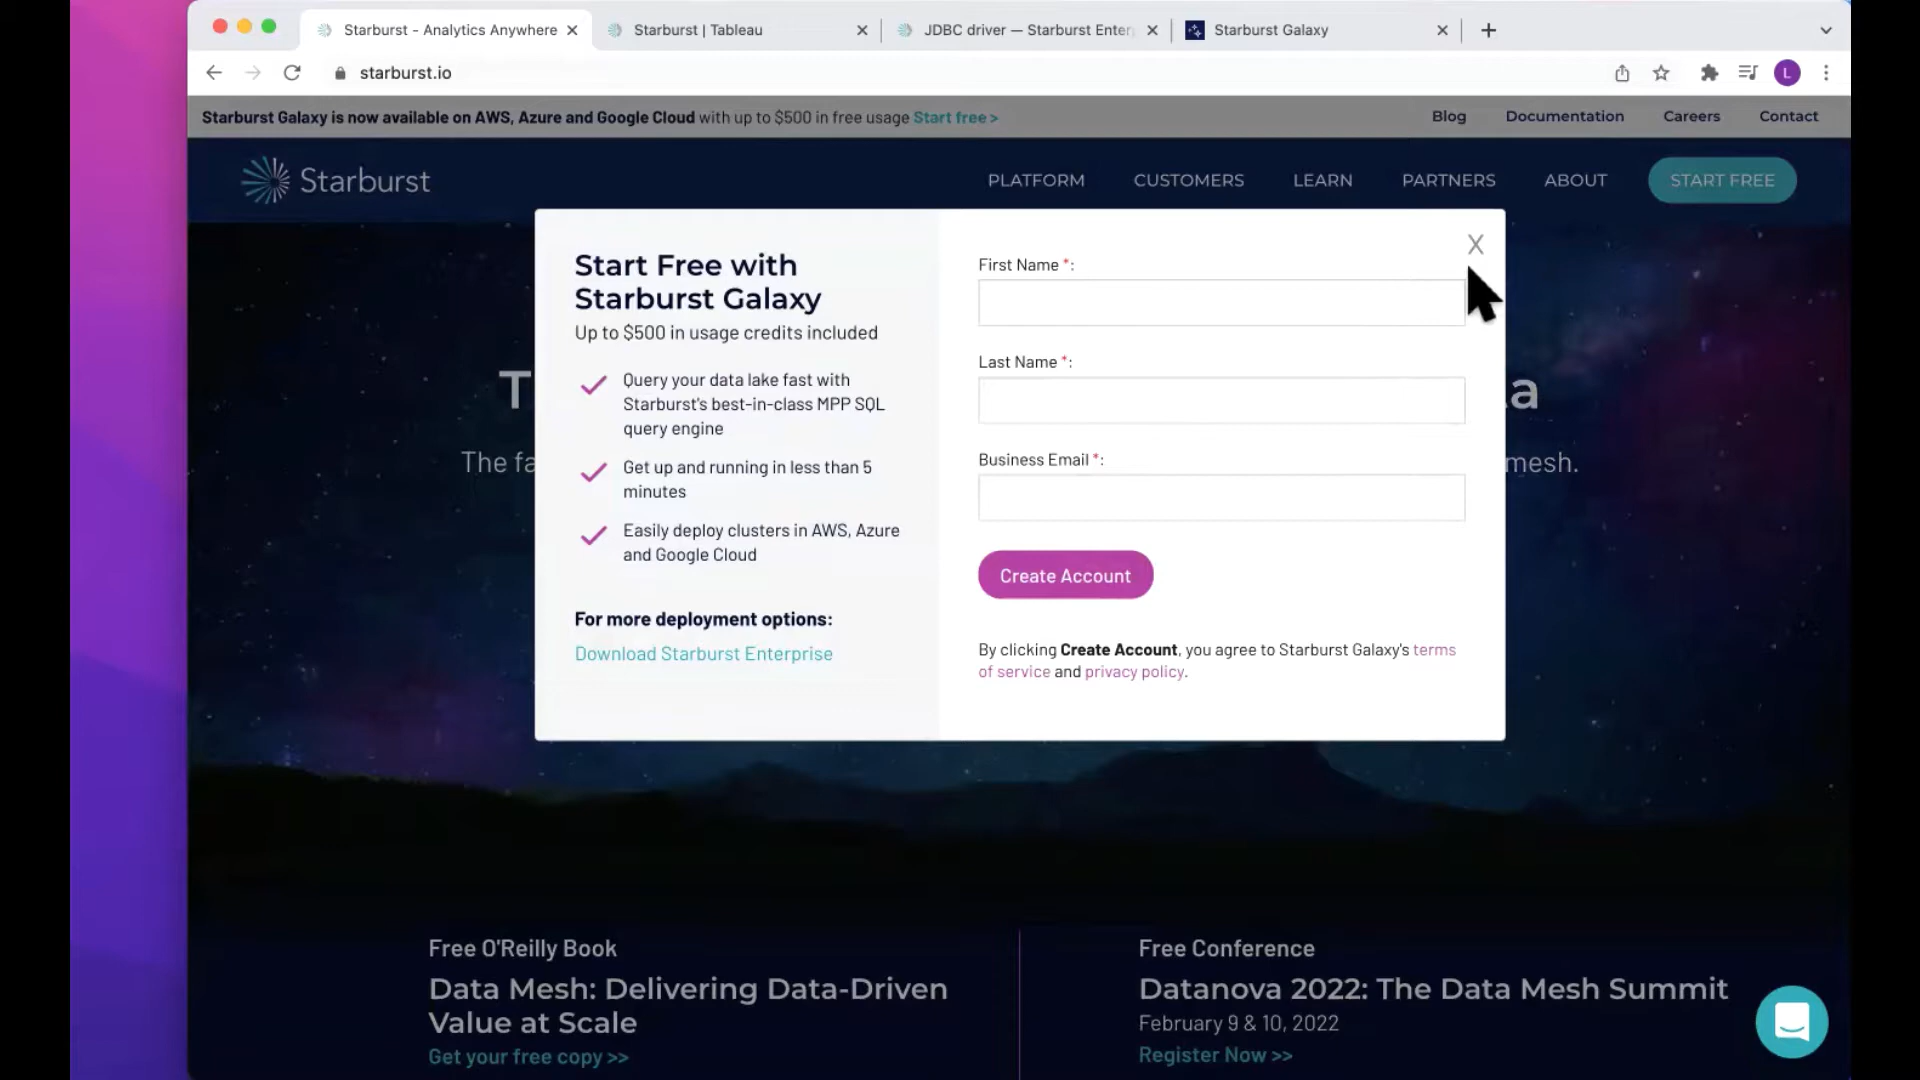 Starburst - Analytics Anywhere
Starburst | Tableau
JDBC driver — Starburst Enter
Starburst Galaxy
starburst.io
L
Starburst Galaxy is now available on AWS, Azure and Google Cloud with up to $500 in free usage Start free >
Blog
Documentation
Careers
Contact
Starburst
PLATFORM
CUSTOMERS
LEARN
PARTNERS
ABOUT
START FREE
X
Start Free with
Starburst Galaxy
Up to $500 in usage credits included
Query your data lake fast with
Starburst's best-in-class MPP SQL
query engine
Get up and running in less than 5
minutes
Easily deploy clusters in AWS, Azure
and Google Cloud
For more deployment options:
Download Starburst Enterprise
First Name *:
Last Name *:
Business Email *:
Create Account
By clicking Create Account, you agree to Starburst Galaxy's terms
of service and privacy policy.
The fa
mesh.
Free O'Reilly Book
Data Mesh: Delivering Data-Driven
Value at Scale
Get your free copy >>
Free Conference
Datanova 2022: The Data Mesh Summit
February 9 & 10, 2022
Register Now >>